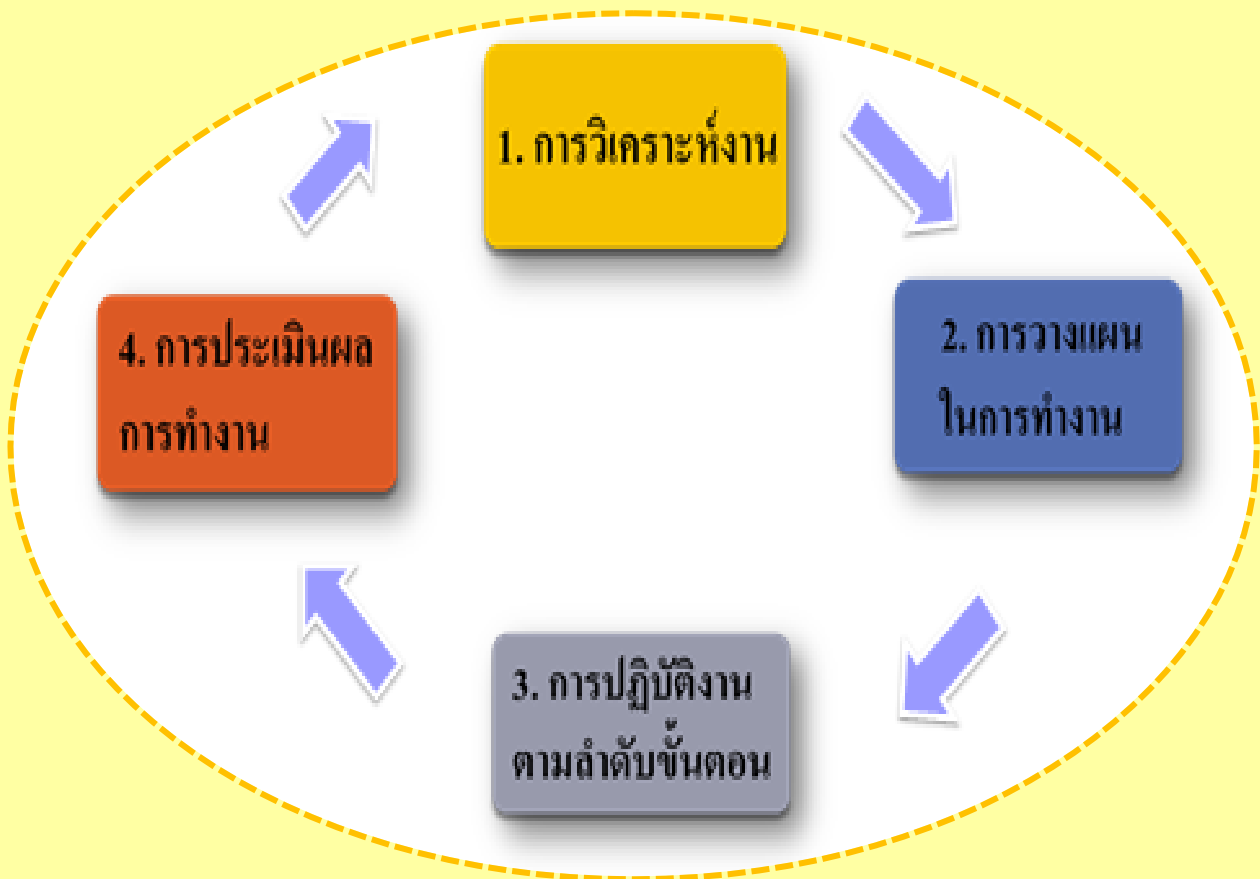 1. การวิเคราะห์งาน
2. การวางแผน
ในการทำงาน
3. การปฏิบัติงาน
ตามลำดับขั้นตอน
4. การประเมินผล
การทำงาน